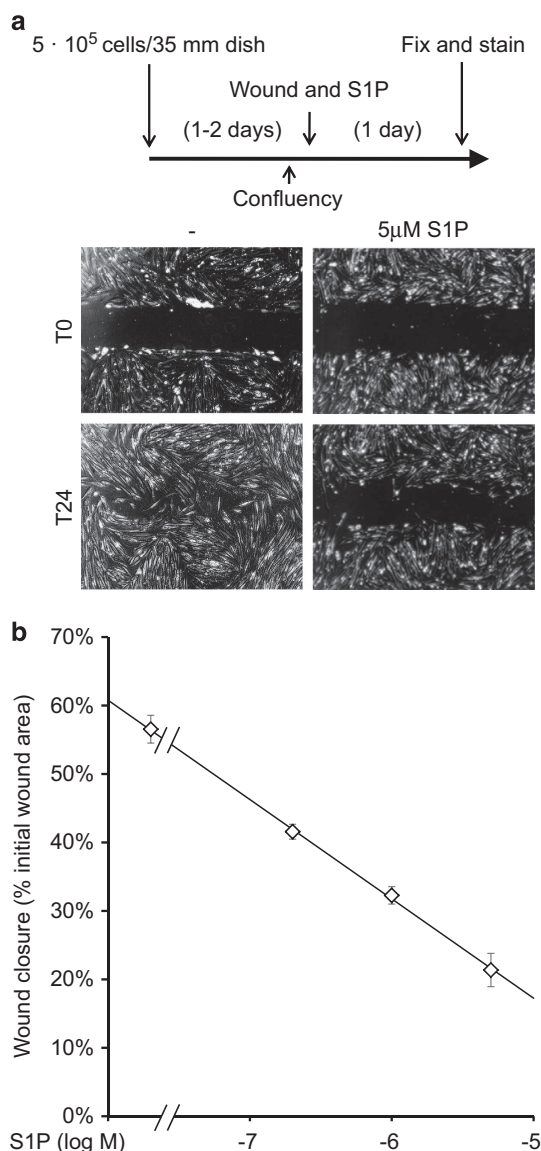 a
5 · 10⁵ cells/35 mm dish
Fix and stain
Wound and S1P
(1-2 days)
(1 day)
Confluency
-
5μM S1P
T0
T24
b
Wound closure (% initial wound area)
70%
60%
50%
40%
30%
20%
10%
0%
S1P (log M)
-7
-6
-5